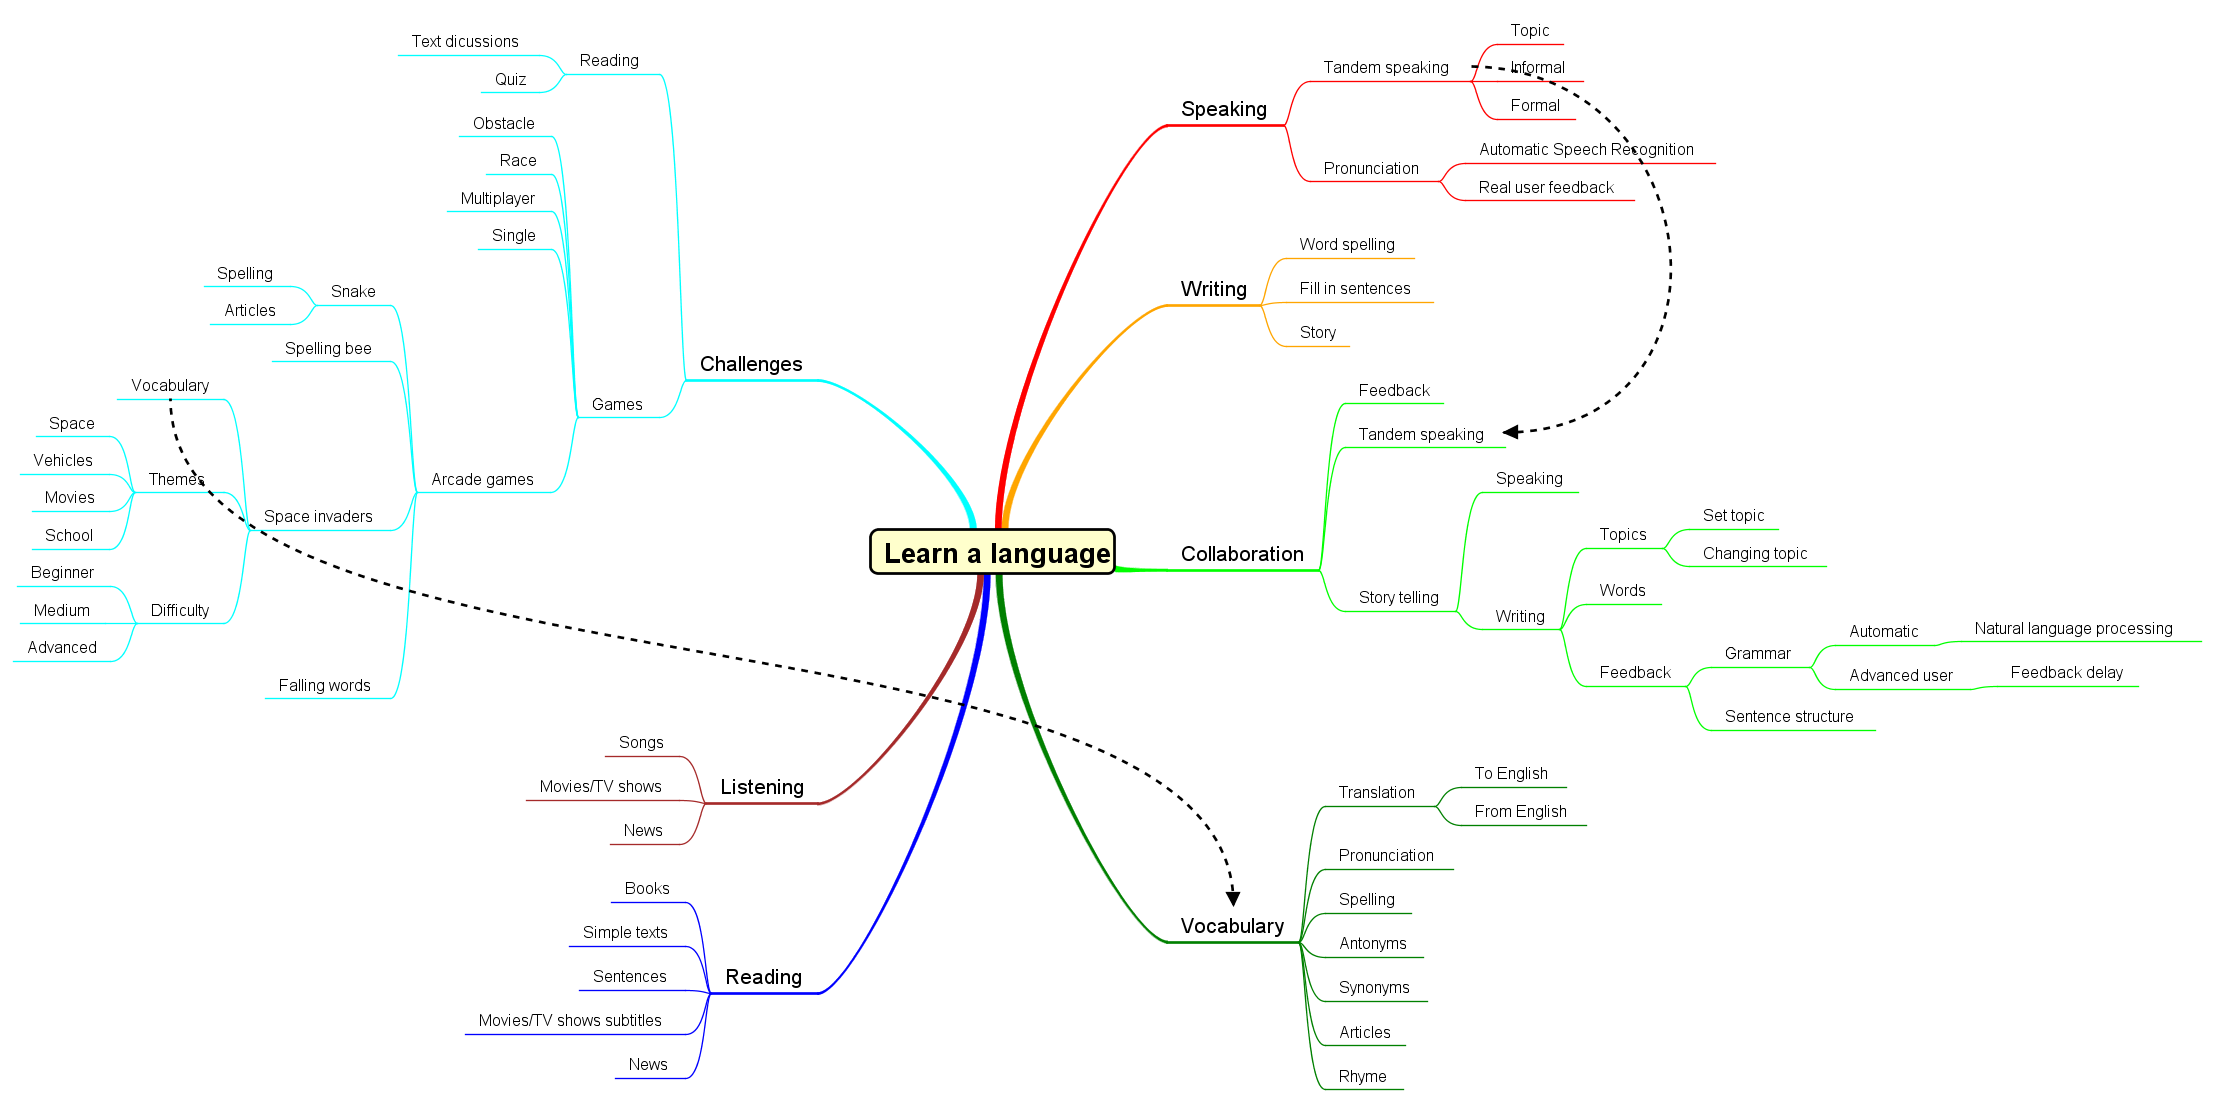 Learn a language
Speaking
Tandem speaking
Topic
Informal
Formal
Pronunciation
Automatic Speech Recognition
Real user feedback
Writing
Word spelling
Fill in sentences
Story
Collaboration
Feedback
Tandem speaking
Story telling
Speaking
Writing
Topics
Set topic
Changing topic
Words
Feedback
Grammar
Automatic
Natural language processing
Advanced user
Feedback delay
Sentence structure
Vocabulary
Translation
To English
From English
Pronunciation
Spelling
Antonyms
Synonyms
Articles
Rhyme
Challenges
Reading
Text dicussions
Quiz
Games
Obstacle
Race
Multiplayer
Single
Arcade games
Snake
Spelling
Articles
Spelling bee
Space invaders
Vocabulary
Themes
Space
Vehicles
Movies
School
Difficulty
Beginner
Medium
Advanced
Falling words
Listening
Songs
Movies/TV shows
News
Reading
Books
Simple texts
Sentences
Movies/TV shows subtitles
News